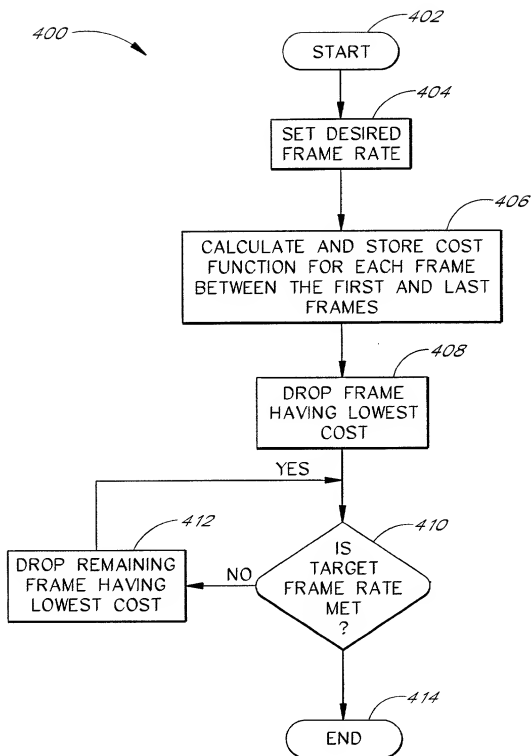 400
402
START
404
SET DESIRED
FRAME RATE
406
CALCULATE AND STORE COST
FUNCTION FOR EACH FRAME
BETWEEN THE FIRST AND LAST
FRAMES
408
DROP FRAME
HAVING LOWEST
COST
YES
412
DROP REMAINING
FRAME HAVING
LOWEST COST
NO
410
IS
TARGET
FRAME RATE
MET
?
414
END